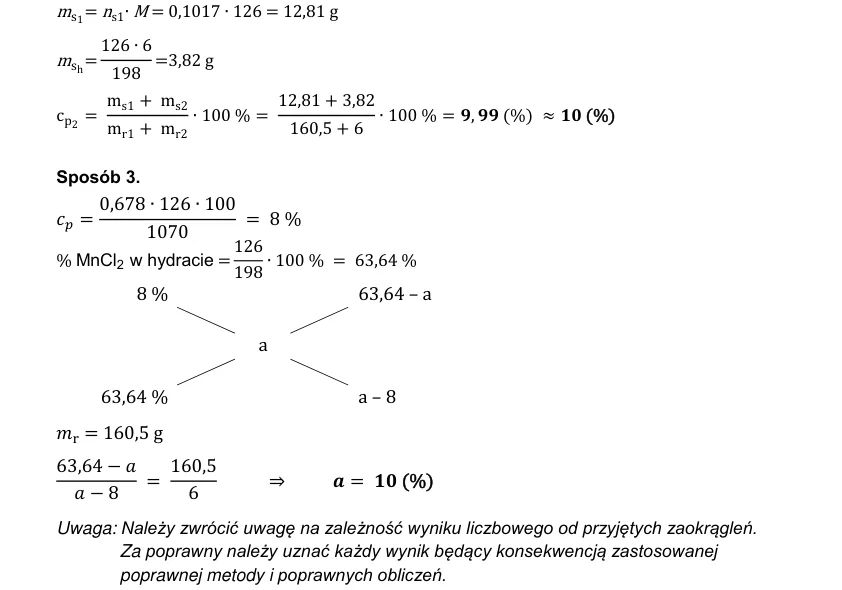 m_s1 = n_s1 · M = 0,1017 · 126 = 12,81 g
m_sh = 126 · 6 / 198 = 3,82 g
c_p2 = (m_s1 + m_s2) / (m_r1 + m_r2) · 100 % = (12,81 + 3,82) / (160,5 + 6) · 100 % = 9,99 (%) ≈ 10 (%)
Sposób 3.
c_p = 0,678 · 126 · 100 / 1070 = 8 %
% MnCl2 w hydracie = 126 / 198 · 100 % = 63,64 %
8 % 63,64 – a
a
63,64 % a – 8
m_r = 160,5 g
(63,64 − a) / (a − 8) = 160,5 / 6 ⇒ a = 10 (%)
Uwaga: Należy zwrócić uwagę na zależność wyniku liczbowego od przyjętych zaokrągleń.
Za poprawny należy uznać każdy wynik będący konsekwencją zastosowanej
poprawnej metody i poprawnych obliczeń.